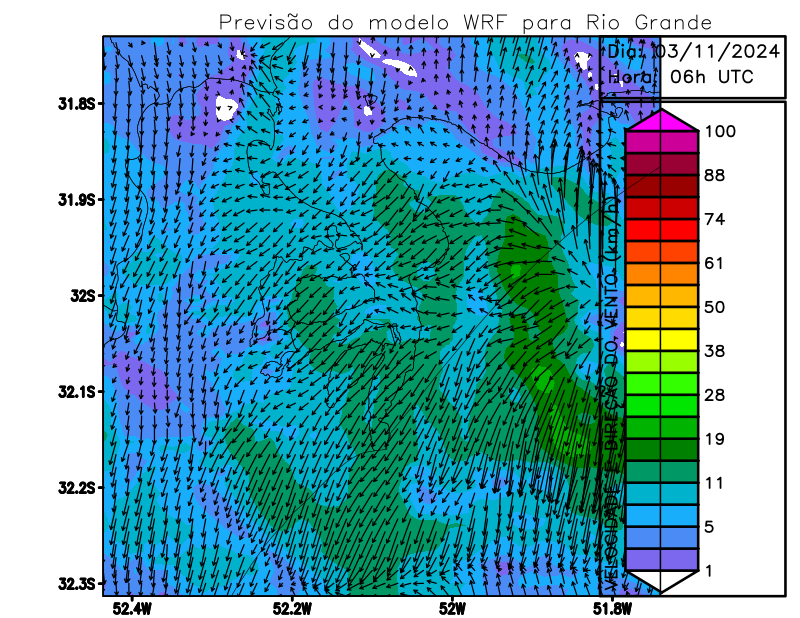 Previsão do modelo WRF para Rio Grande
Dia: 03/11/2024
Hora: 06h UTC
31.8S
31.9S
32S
32.1S
32.2S
32.3S
52.4W
52.2W
52W
51.8W
VELOCIDADE E DIREÇÃO DO VENTO (km/h)
100
88
74
61
50
38
28
19
11
5
1